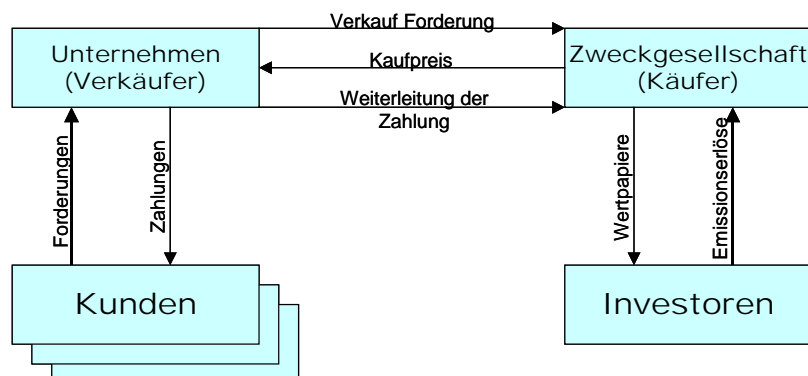 Verkauf Forderung
Unternehmen
(Verkäufer)
Kaufpreis
Zweckgesellschaft
(Käufer)
Weiterleitung der
Zahlung
Forderungen
Zahlungen
Wertpapiere
Emissionserlöse
Kunden
Investoren